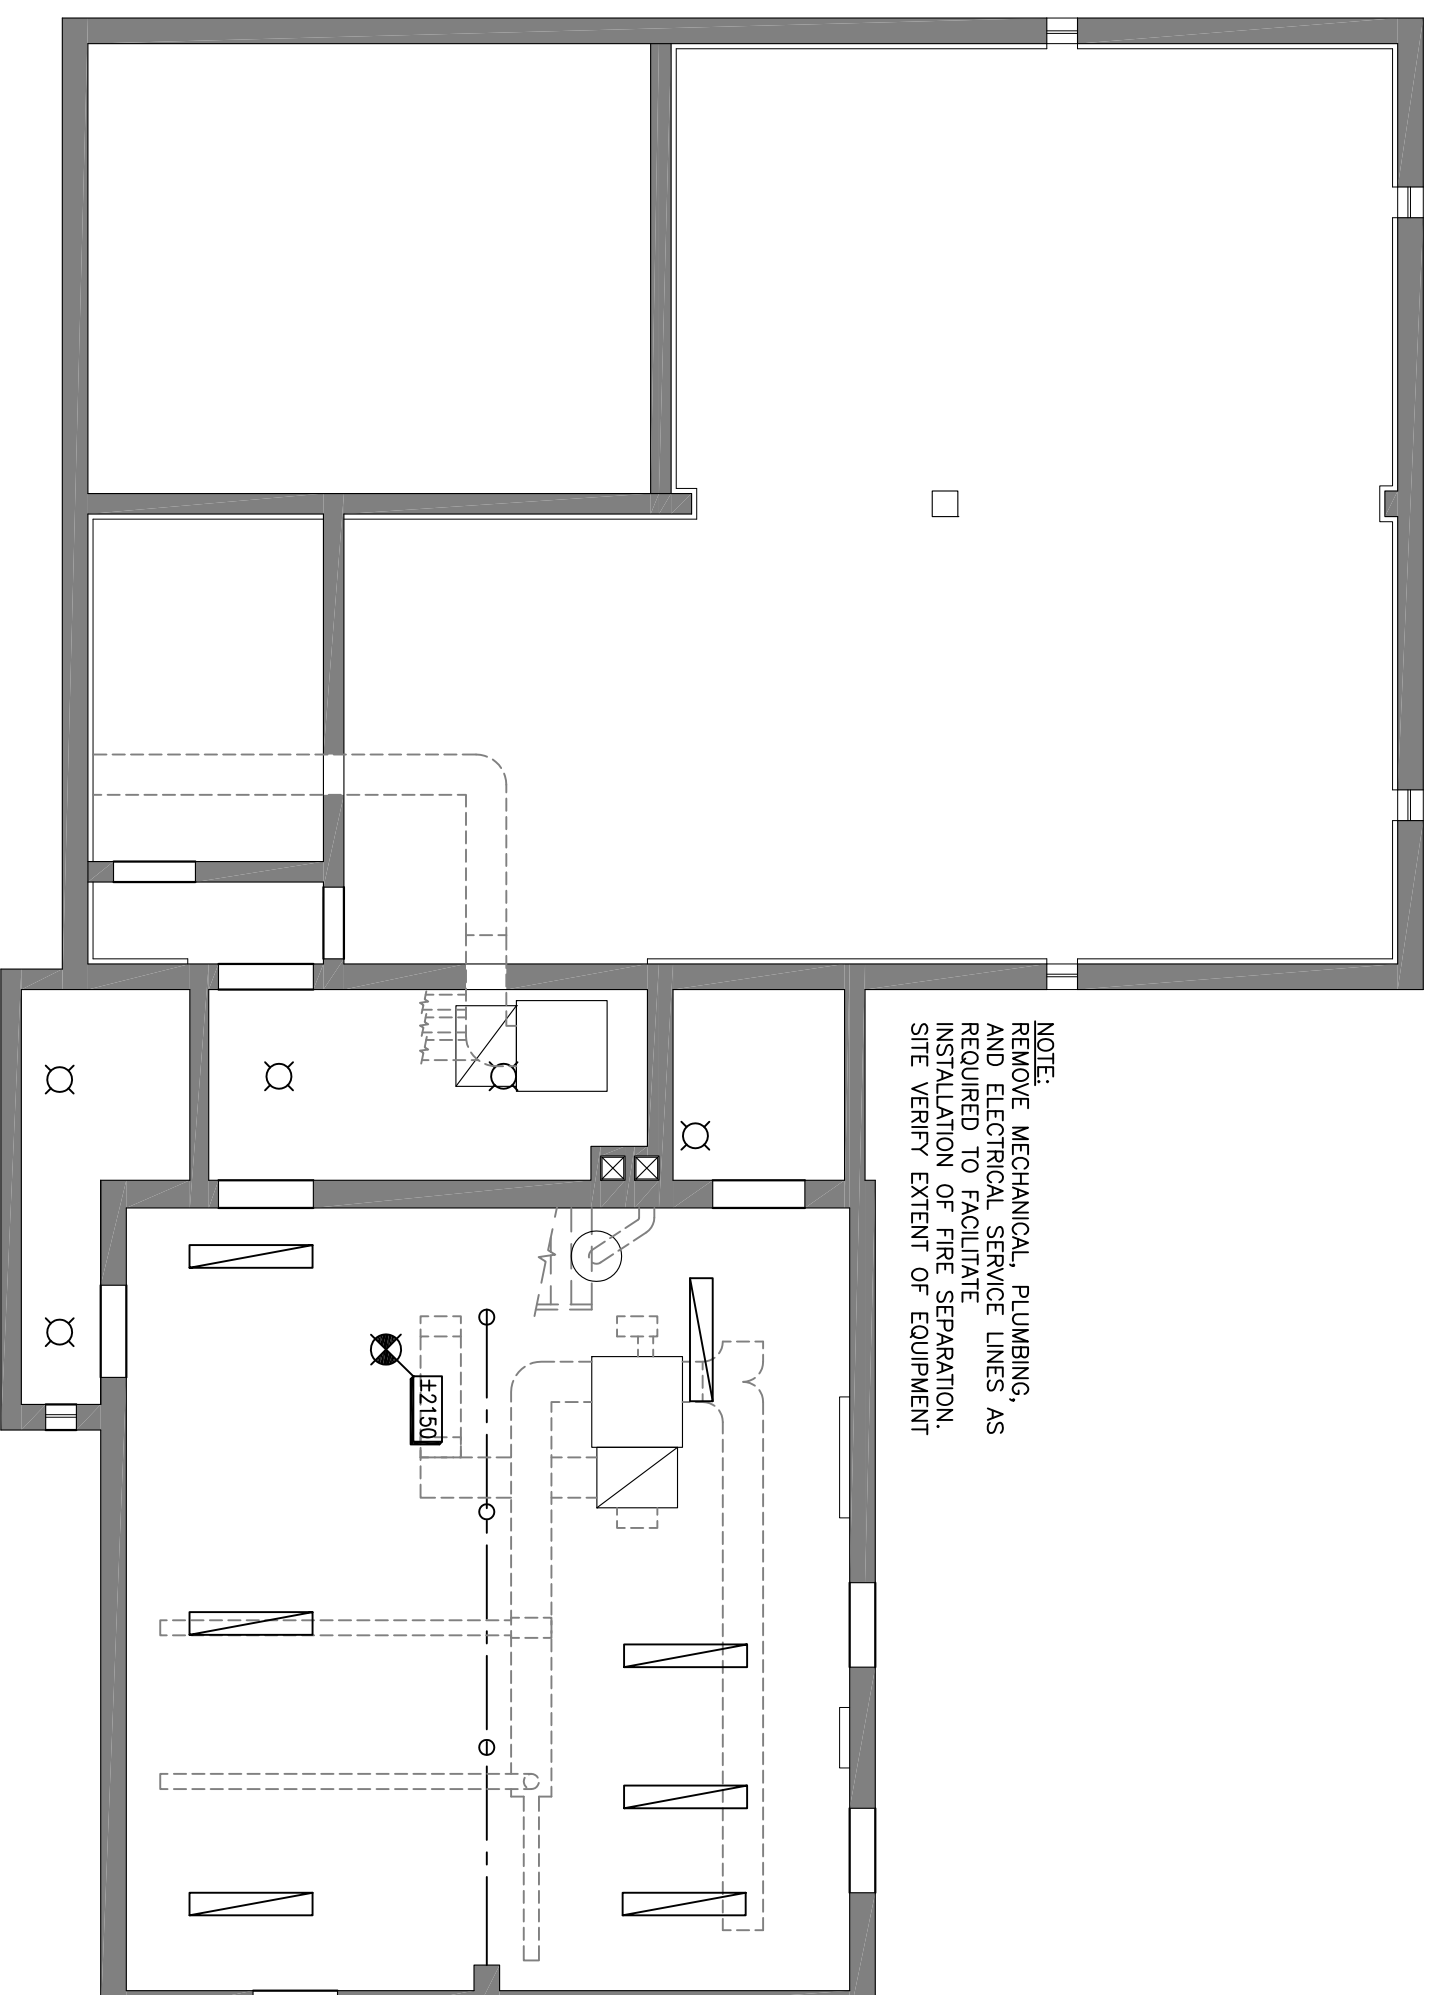 NOTE:
REMOVE MECHANICAL, PLUMBING,
AND ELECTRICAL SERVICE LINES AS
REQUIRED TO FACILITATE
INSTALLATION OF FIRE SEPARATION.
SITE VERIFY EXTENT OF EQUIPMENT
±2150